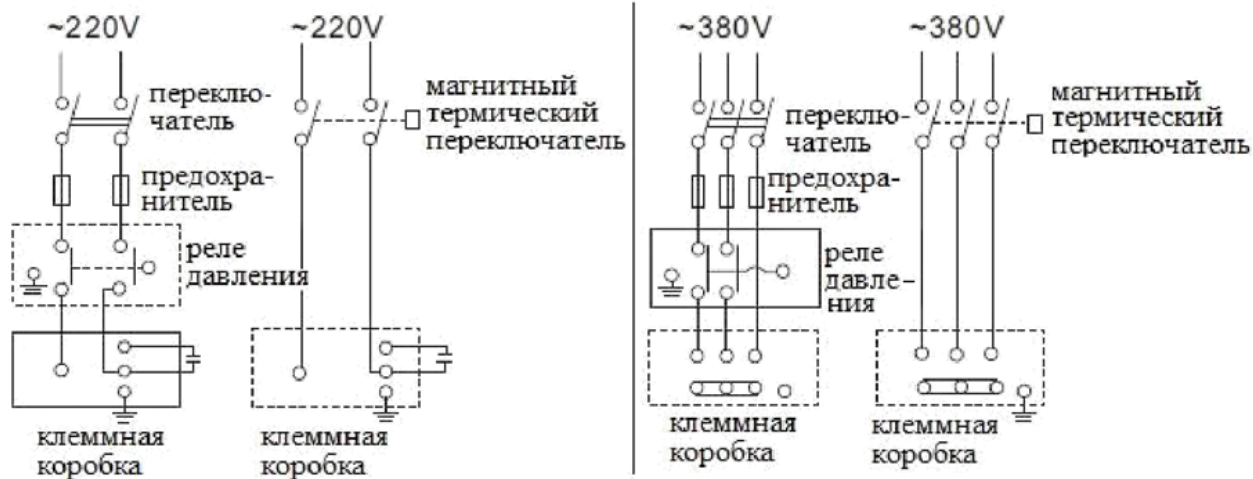 ~220V
~220V
переклю-
чатель
магнитный
термический
переключатель
предохра-
нитель
реле
давления
клеммная
коробка
клеммная
коробка
~380V
~380V
переклю-
чатель
магнитный
термический
переключатель
предохра-
нитель
реле
давле-
ния
клеммная
коробка
клеммная
коробка